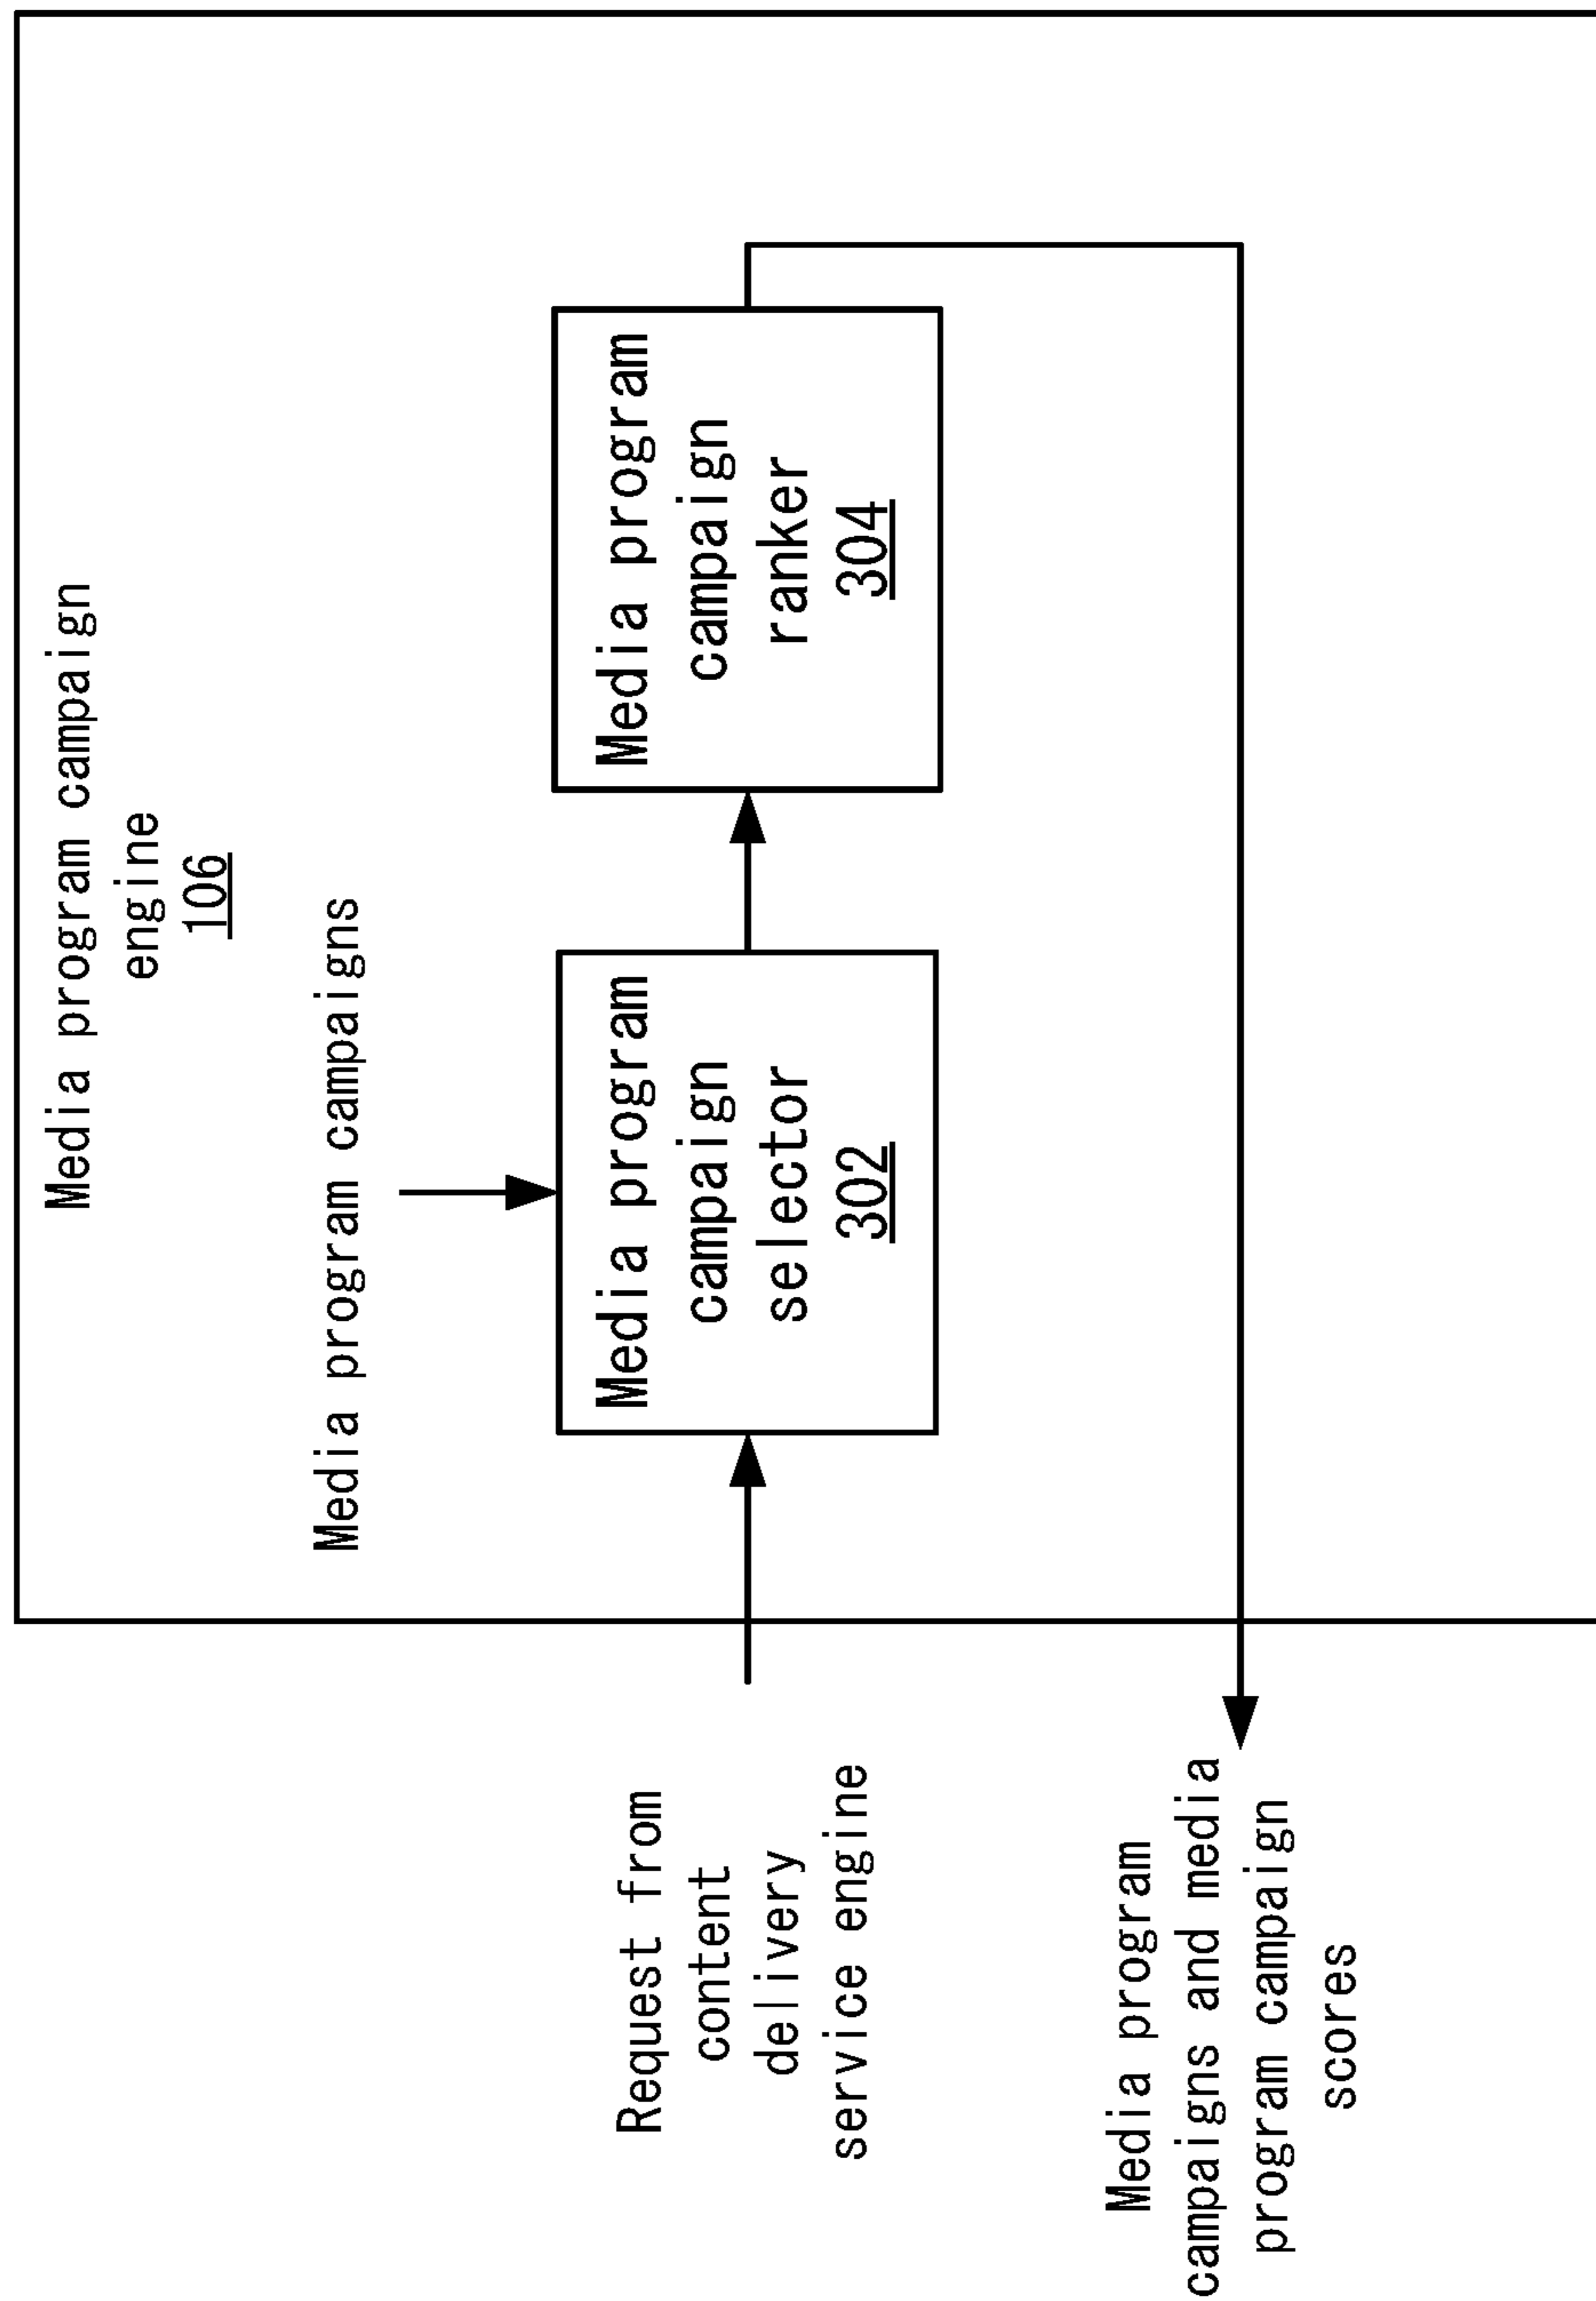 Media program campaign
engine
106
Media program campaigns
Request from
content
delivery
service engine
Media program
campaign
selector
302
Media program
campaign
ranker
304
Media program
campaigns and media
program campaign
scores